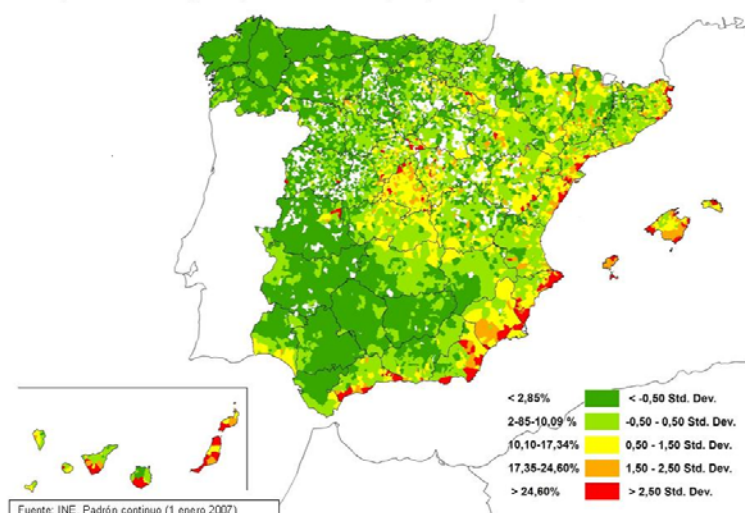 < 2,85% < -0,50 Std. Dev.
2-85-10,09 % -0,50 - 0,50 Std. Dev.
10,10-17,34% 0,50 - 1,50 Std. Dev.
17,35-24,60% 1,50 - 2,50 Std. Dev.
> 24,60% > 2,50 Std. Dev.
Fuente: INE, Padrón continuo (1 enero 2007)